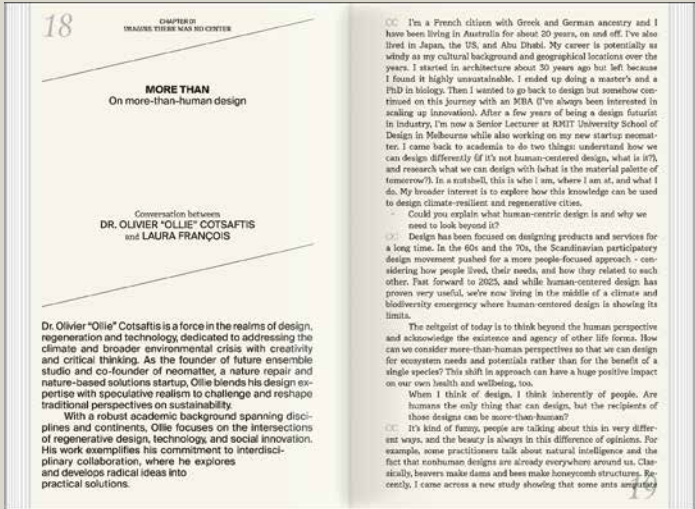 18
CHAPTER 01
IMAGINE THERE WAS NO CENTER
MORE THAN
On more-than-human design
Conversation between
DR. OLIVIER "OLLIE" COTSAFTIS
and LAURA FRANÇOIS
Dr. Olivier "Ollie" Cotsaftis is a force in the realms of design,
regeneration and technology, dedicated to addressing the
climate and broader environmental crisis with creativity
and critical thinking. As the founder of future ensemble
studio and co-founder of neomatter, a nature repair and
nature-based solutions startup, Ollie blends his design ex-
pertise with speculative realism to challenge and reshape
traditional perspectives on sustainability.
With a robust academic background spanning disci-
plines and continents, Ollie focuses on the intersections
of regenerative design, technology, and social innovation.
His work exemplifies his commitment to interdisci-
plinary collaboration, where he explores
and develops radical ideas into
practical solutions.
OC I'm a French citizen with Greek and German ancestry and I
have been living in Australia for about 20 years, on and off. I've also
lived in Japan, the US, and Abu Dhabi. My career is potentially as
windy as my cultural background and geographical locations over the
years. I started in architecture about 30 years ago but left because
I found it highly unsustainable. I ended up doing a master's and a
PhD in biology. Then I wanted to go back to design but somehow con-
tinued on this journey with an MBA (I've always been interested in
scaling up innovation). After a few years of being a design futurist
in industry, I'm now a Senior Lecturer at RMIT University School of
Design in Melbourne while also working on my new startup neomat-
ter. I came back to academia to do two things: understand how we
can design differently (if it's not human-centered design, what is it?),
and research what we can design with (what is the material palette of
tomorrow?). In a nutshell, this is who I am, where I am at, and what I
do. My broader interest is to explore how this knowledge can be used
to design climate-resilient and regenerative cities.
- Could you explain what human-centric design is and why we
need to look beyond it?
OC Design has been focused on designing products and services for
a long time. In the 60s and the 70s, the Scandinavian participatory
design movement pushed for a more people-focused approach - con-
sidering how people lived, their needs, and how they related to each
other. Fast forward to 2023, and while human-centered design has
proven very useful, we're now living in the middle of a climate and
biodiversity emergency where human-centered design is showing its
limits.
The zeitgeist of today is to think beyond the human perspective
and acknowledge the existence and agency of other life forms. How
can we consider more-than-human perspectives so that we can design
for ecosystem needs and potentials rather than for the benefit of a
single species? This shift in approach can have a huge positive impact
on our own health and wellbeing, too.
When I think of design, I think inherently of people. Are
humans the only thing that can design, but the recipients of
those designs can be more-than-human?
OC It's kind of funny, people are talking about this in very differ-
ent ways, and the beauty is always in this difference of opinions. For
example, some practitioners talk about natural intelligence and the
fact that nonhuman designs are already everywhere around us. Clas-
sically, beavers make dams and bees make honeycomb structures. Re-
cently, I came across a new study showing that some ants amputate
19